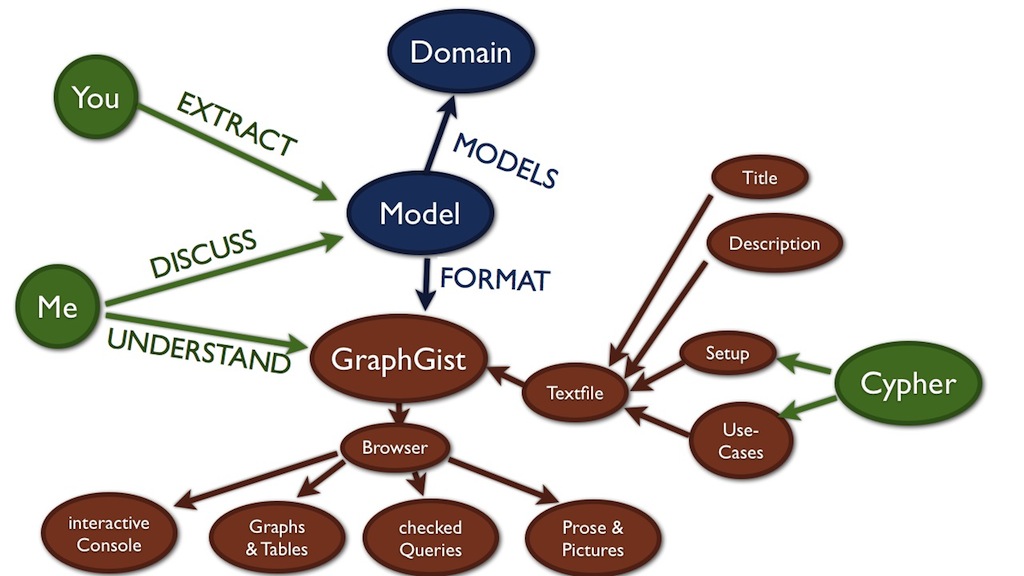 Domain
You
EXTRACT
MODELS
Title
Model
Description
DISCUSS
FORMAT
Me
UNDERSTAND
GraphGist
Setup
Textfile
Cypher
Use-
Cases
Browser
interactive
Console
Graphs
& Tables
checked
Queries
Prose &
Pictures